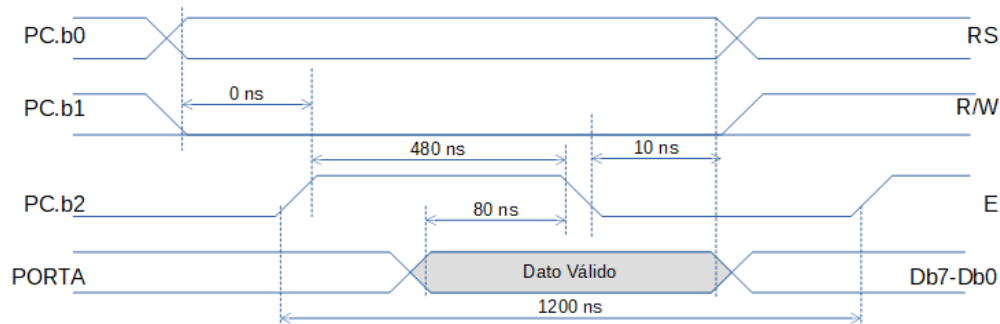 PC.b0
RS
0 ns
PC.b1
R/W
480 ns
10 ns
PC.b2
80 ns
E
PORTA
Dato Válido
Db7-Db0
1200 ns